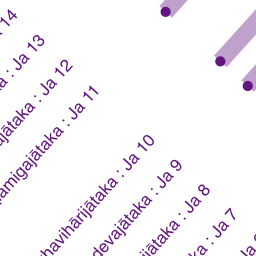 : 14
a : Ja 13
ajātaka : Ja 12
amigajātaka : Ja 11
havihārijātaka : Ja 10
devajātaka : Ja 9
jātaka : Ja 8
ka : Ja 7
Ja